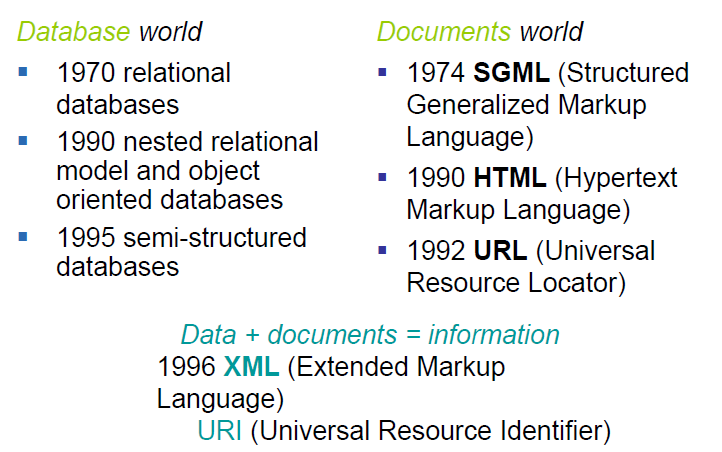 Database world
▪ 1970 relational
databases
▪ 1990 nested relational
model and object
oriented databases
▪ 1995 semi-structured
databases
Documents world
▪ 1974 SGML (Structured
Generalized Markup
Language)
▪ 1990 HTML (Hypertext
Markup Language)
▪ 1992 URL (Universal
Resource Locator)
Data + documents = information
1996 XML (Extended Markup
Language)
URI (Universal Resource Identifier)